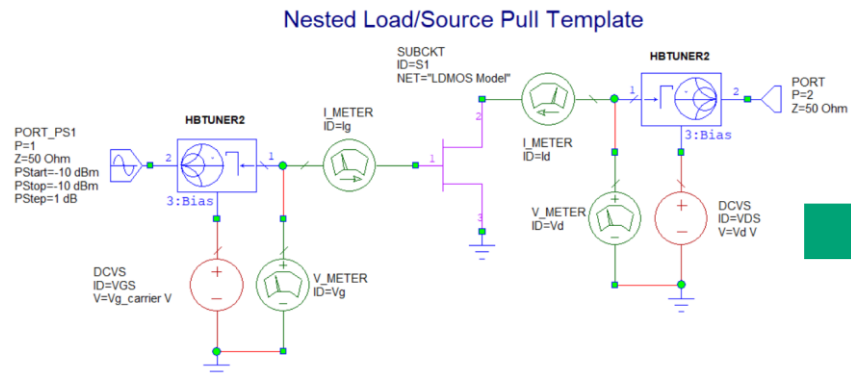 Nested Load/Source Pull Template
SUBCKT
ID=S1
NET="LDMOS Model"
HBTUNER2
1
2
3:Bias
PORT
P=2
Z=50 Ohm
I_METER
ID=Id
2
1
3
HBTUNER2
2
1
3:Bias
I_METER
ID=Ig
PORT_PS1
P=1
Z=50 Ohm
PStart=-10 dBm
PStop=-10 dBm
PStep=1 dB
V_METER
ID=Vd
DCVS
ID=VDS
V=Vd V
DCVS
ID=VGS
V=Vg_carrier V
V_METER
ID=Vg